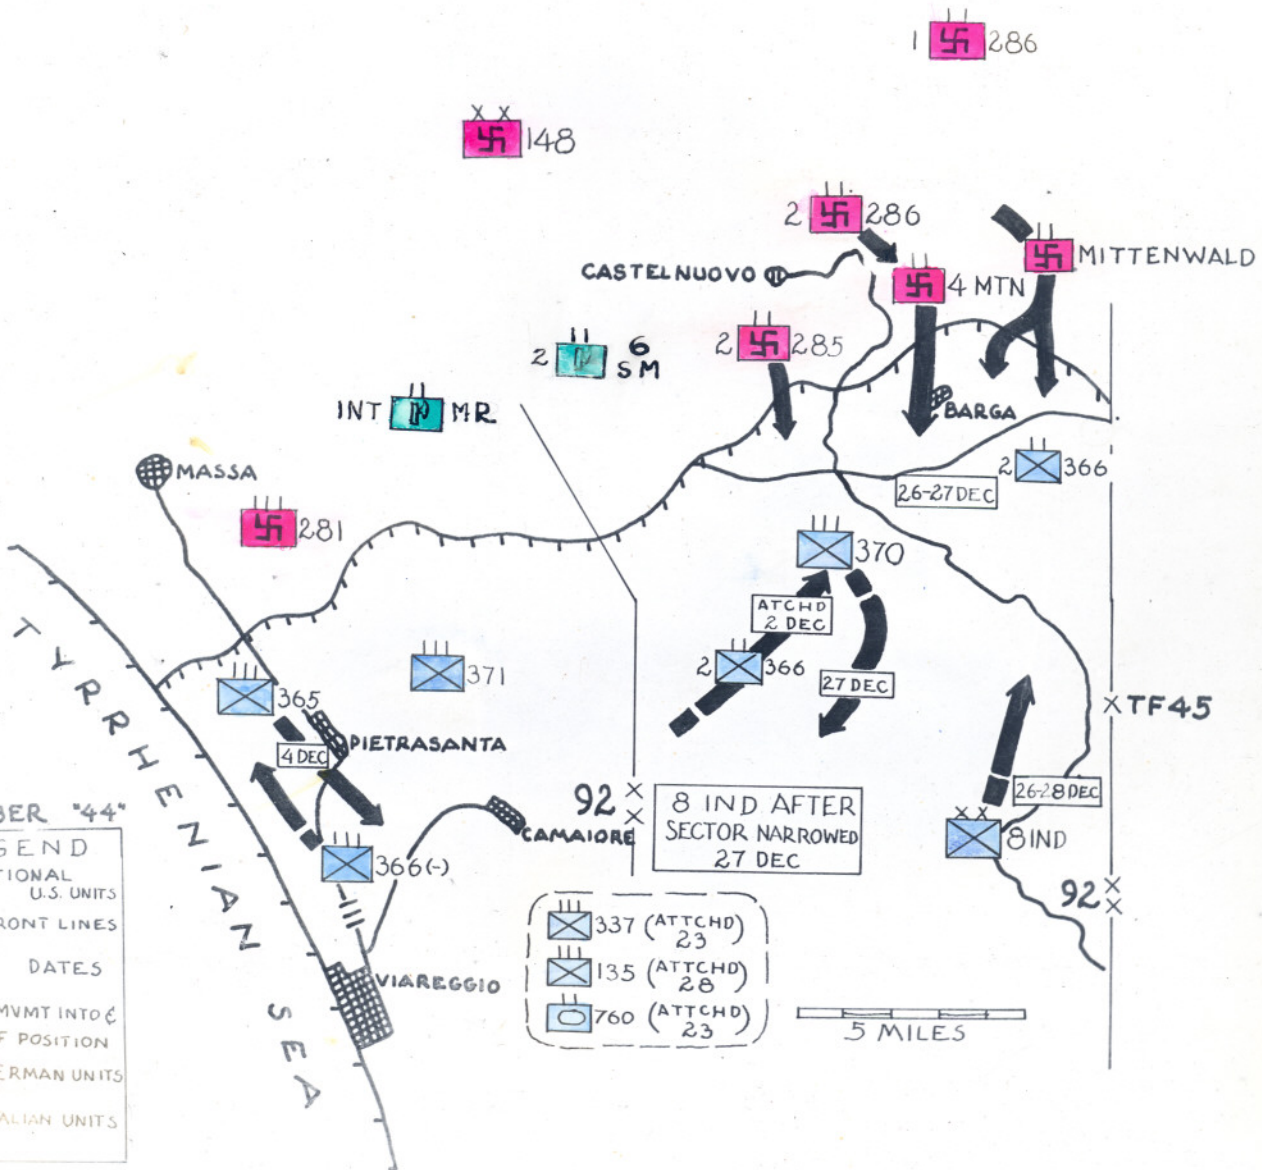 1 286
148
2 286
MITTENWALD
CASTELNUOVO
4 MTN
2 285
2 6 SM
INT MR
BARGA
MASSA
2 366
26-27 DEC
281
370
ATCHD
2 DEC
371
2 366
27 DEC
365
TF45
PIETRASANTA
4 DEC
92
8 IND. AFTER
SECTOR NARROWED
27 DEC
26-28 DEC
CAMAIORE
8 IND
366(-)
92
337 (ATTCHD)
23
135 (ATTCHD)
28
760 (ATTCHD)
23
VIAREGGIO
5 MILES
TYRRHENIAN SEA
BER "44"
GEND
TIONAL
U.S. UNITS
RONT LINES
DATES
MVMT INTO &
F POSITION
ERMAN UNITS
ALIAN UNITS